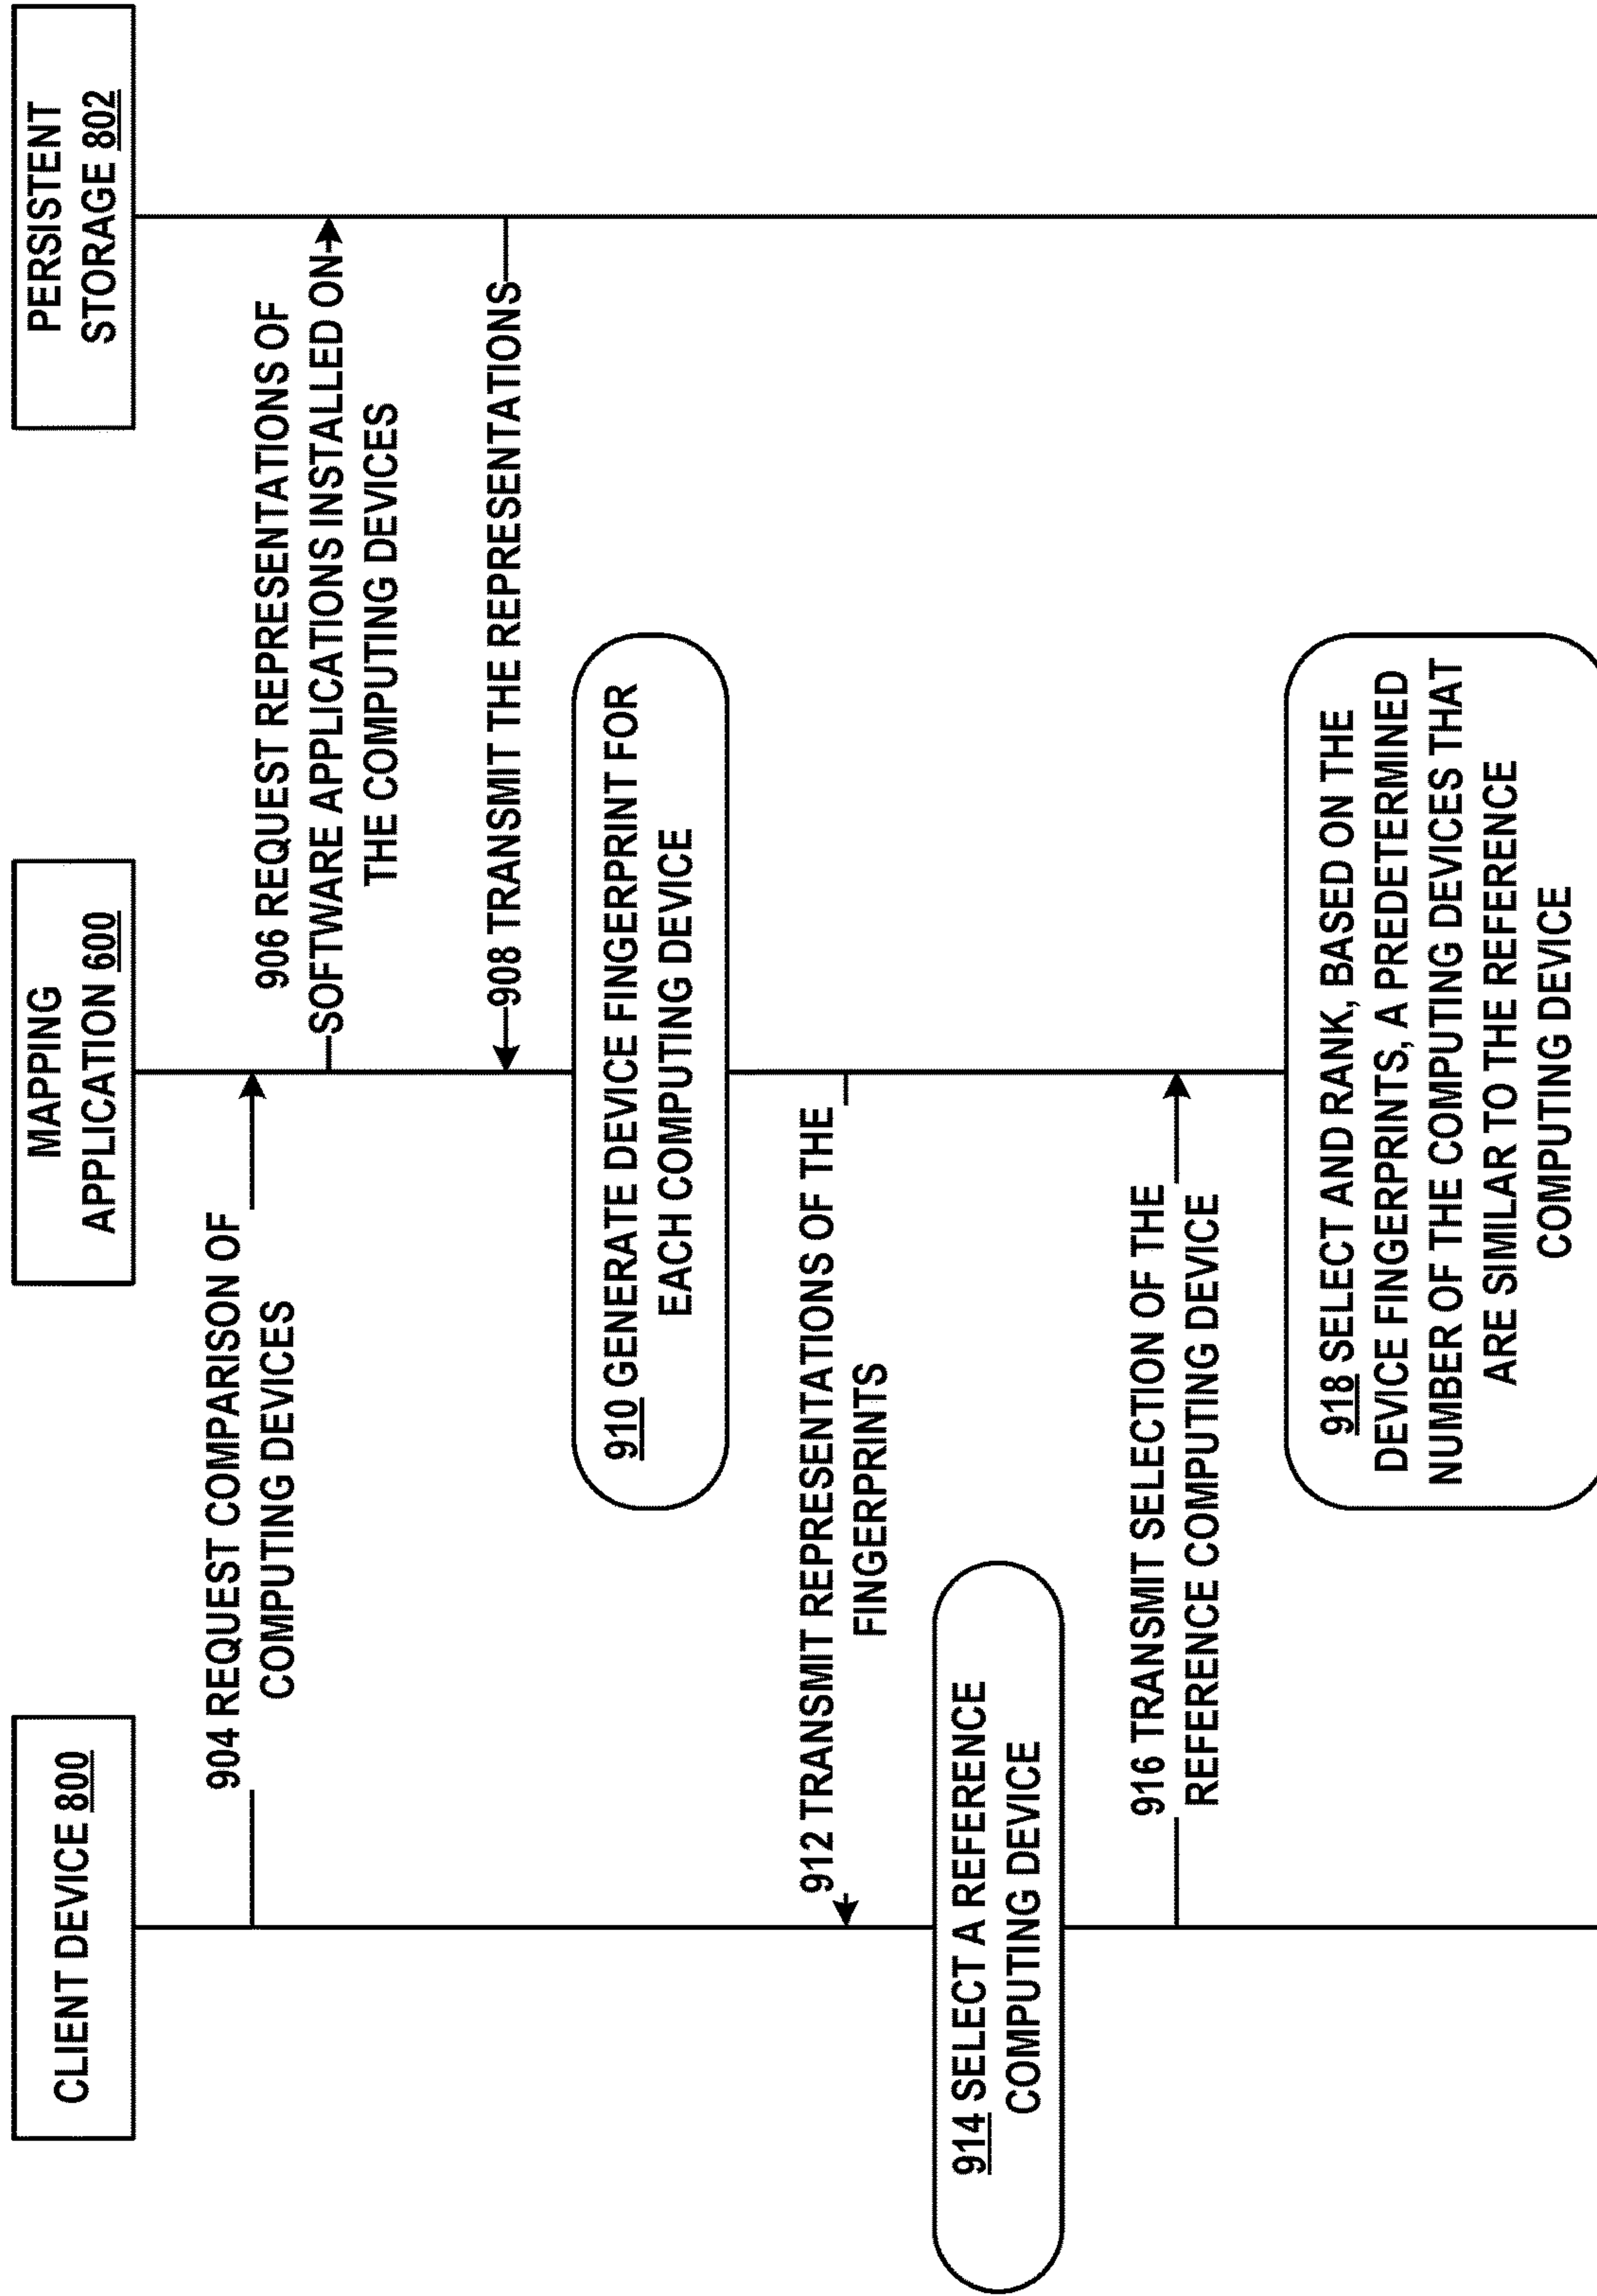 CLIENT DEVICE 800
MAPPING
APPLICATION 600
PERSISTENT
STORAGE 802
904 REQUEST COMPARISON OF
COMPUTING DEVICES
906 REQUEST REPRESENTATIONS OF
SOFTWARE APPLICATIONS INSTALLED ON
THE COMPUTING DEVICES
908 TRANSMIT THE REPRESENTATIONS
910 GENERATE DEVICE FINGERPRINT FOR
EACH COMPUTING DEVICE
912 TRANSMIT REPRESENTATIONS OF THE
FINGERPRINTS
914 SELECT A REFERENCE
COMPUTING DEVICE
916 TRANSMIT SELECTION OF THE
REFERENCE COMPUTING DEVICE
918 SELECT AND RANK, BASED ON THE
DEVICE FINGERPRINTS, A PREDETERMINED
NUMBER OF THE COMPUTING DEVICES THAT
ARE SIMILAR TO THE REFERENCE
COMPUTING DEVICE